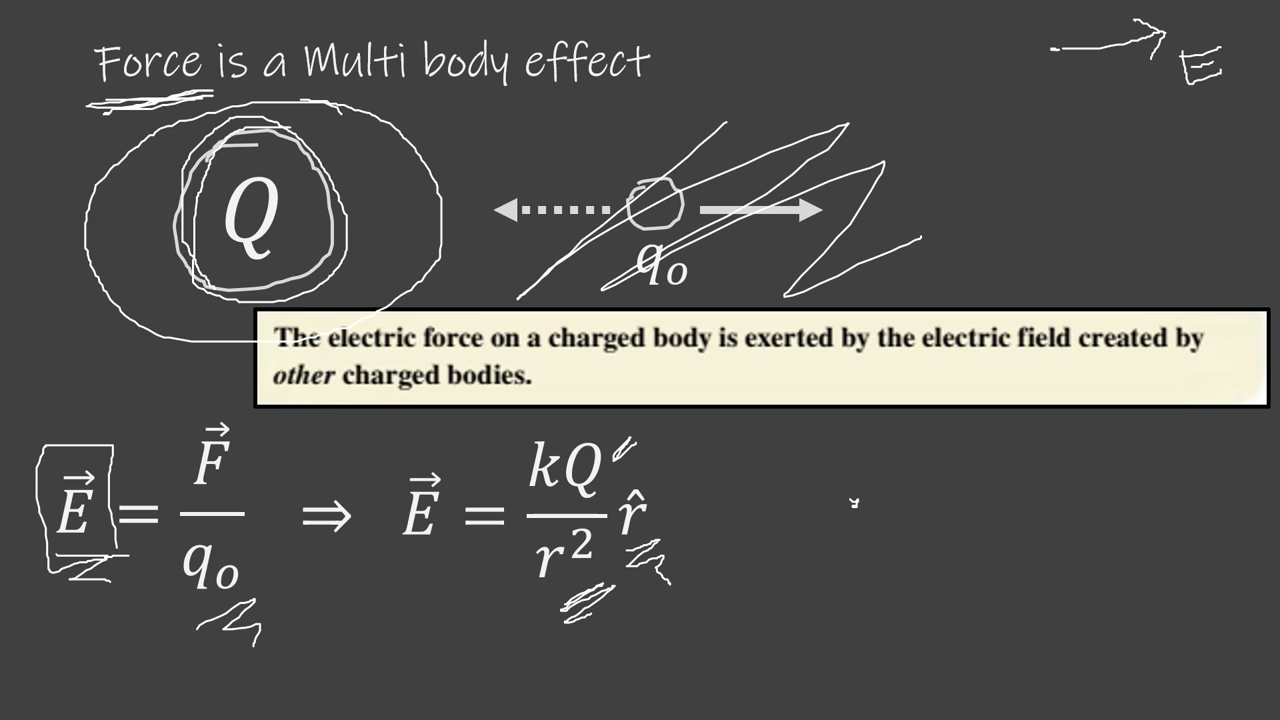 Force is a Multi body effect
E
Q
q₀
The electric force on a charged body is exerted by the electric field created by
other charged bodies.
E⃗ = F⃗ / q₀ ⇒ E⃗ = kQ / r² r̂